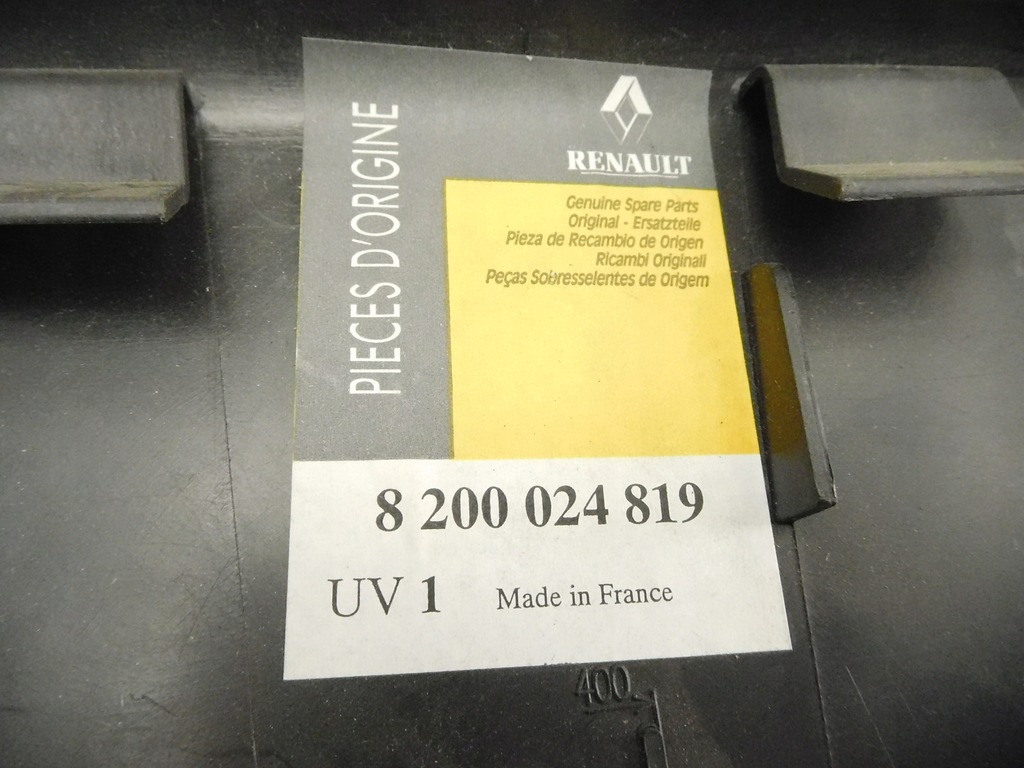 PIECES D'ORIGINE
RENAULT
Genuine Spare Parts
Original - Ersatzteile
Pieza de Recambio de Origen
Ricambi Originali
Peças Sobresselentes de Origem
8 200 024 819
UV 1 Made in France
400